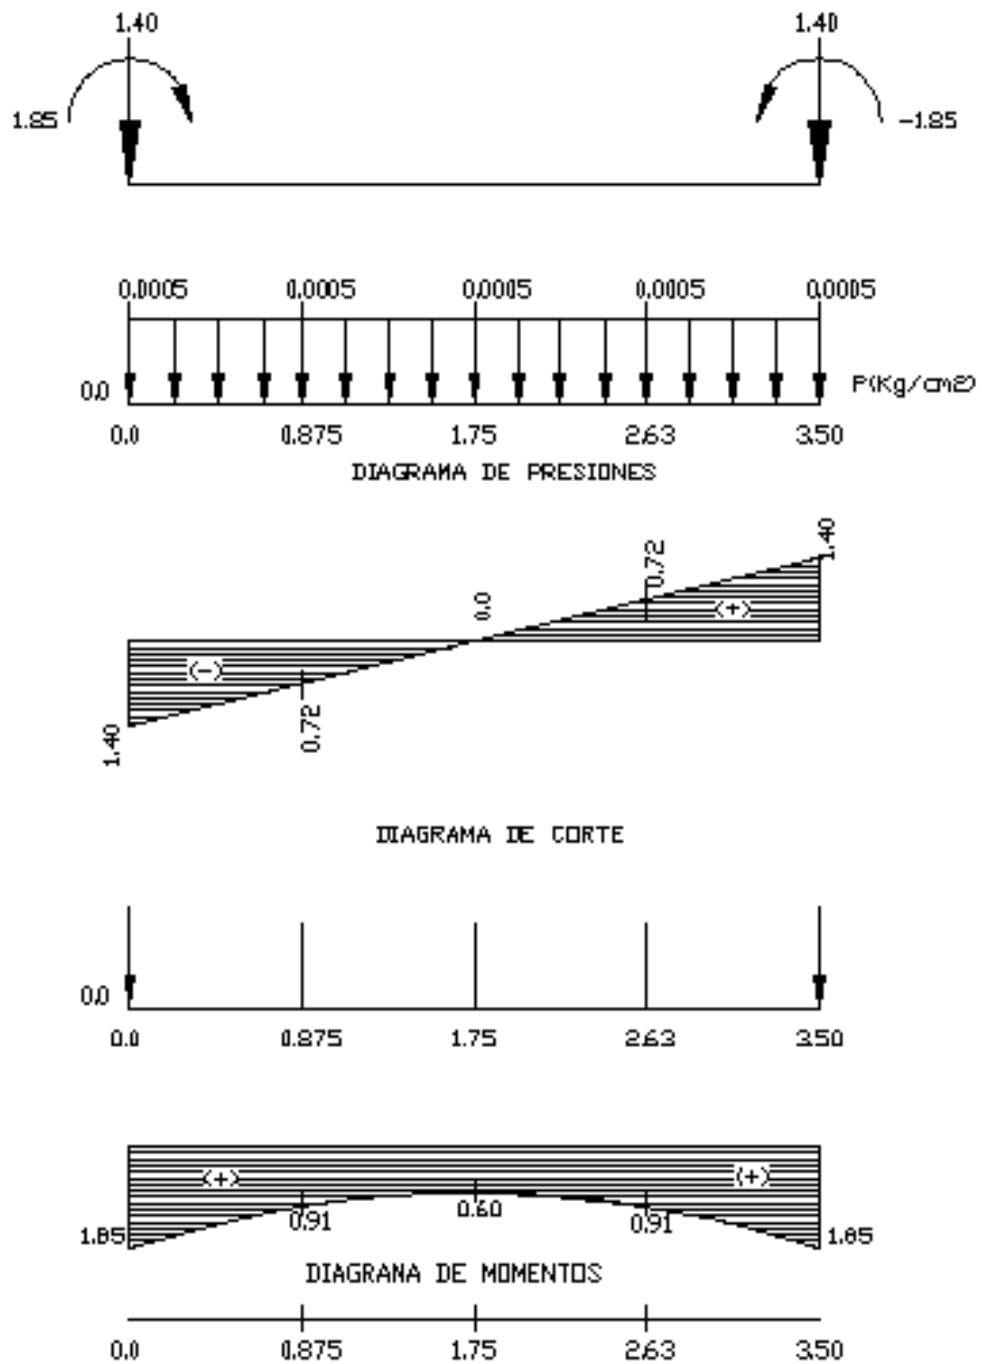 1.40 1.40
1.85 -1.85
0.0005 0.0005 0.0005 0.0005 0.0005
0.0 P(Kg/cm2)
0.0 0.875 1.75 2.63 3.50
DIAGRAMA DE PRESIONES
1.40
0.72
0.0
(+)
(-)
0.72
1.40
DIAGRAMA DE CORTE
0.0
0.0 0.875 1.75 2.63 3.50
(+) (+)
0.91 0.60 0.91
1.85 1.85
DIAGRANA DE MOMENTOS
0.0 0.875 1.75 2.63 3.50